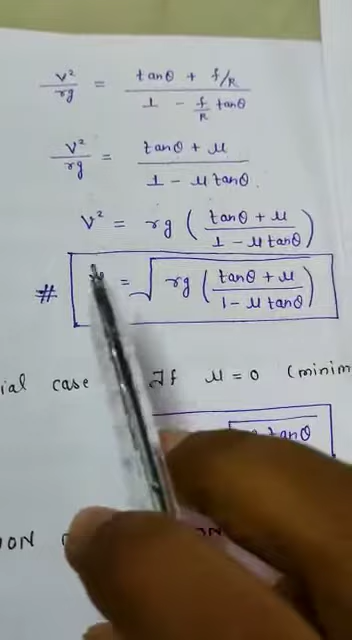 v²/rg = (tanθ + f/R) / (1 - f/R tanθ)
v²/rg = (tanθ + μ) / (1 - μ tanθ)
v² = rg ( (tanθ + μ) / (1 - μ tanθ) )
# = √( rg ( (tanθ + μ) / (1 - μ tanθ) ) )
ial case If μ = 0 (minim
tanθ
ION